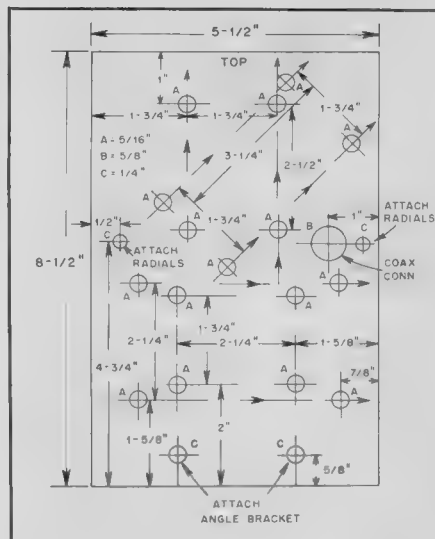 5-1/2"
TOP
1"
A
A
A
1-3/4"
1-3/4"
1-3/4"
A - 5/16"
B = 5/8"
C = 1/4"
3-1/4"
2-1/2"
A
A
ATTACH
RADIALS
1/2"
C
A
1-3/4"
A
B
1"
C
ATTACH
RADIALS
8-1/2"
A
COAX
CONN
A
A
A
A
1-3/4"
2-1/4"
2-1/4"
1-5/8"
4-3/4"
A
A
7/8"
A
A
1-5/8"
2"
C
C
5/8"
ATTACH
ANGLE BRACKET